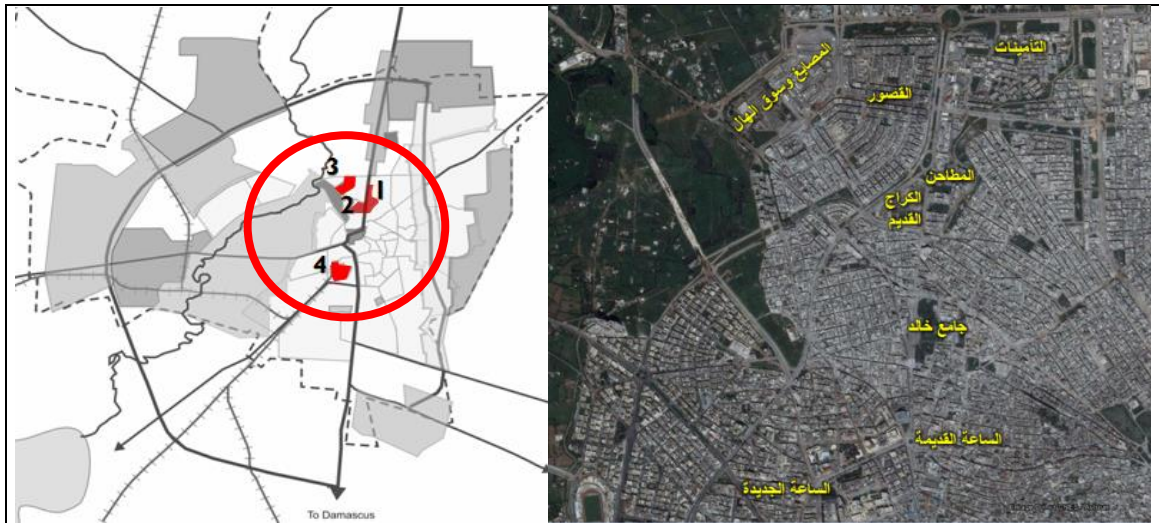 3
1
2
4
To Damascus
التأمينات
المصابغ وسوق الهال
القصور
المطاحن
الكراج
القديم
جامع خالد
الساعة القديمة
الساعة الجديدة